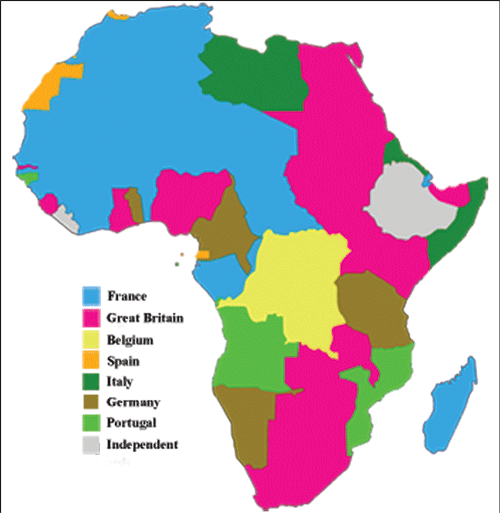 France
Great Britain
Belgium
Spain
Italy
Germany
Portugal
Independent